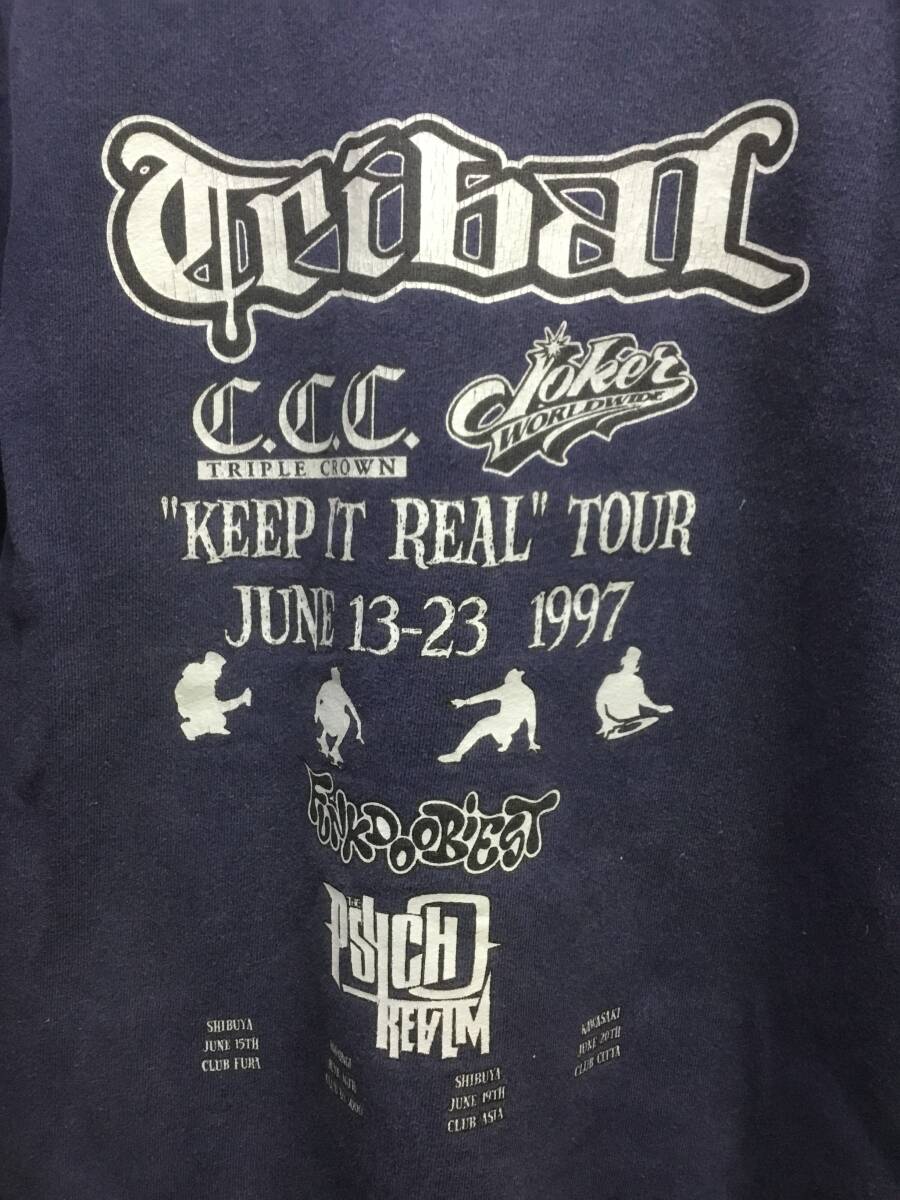 Tribal
C.C.C.
TRIPLE CROWN
Joker
WORLDWIDE
"KEEP IT REAL" TOUR
JUNE 13-23 1997
FUNKDOOBIEST
THE
PSYCHO
REALM
SHIBUYA
JUNE 15TH
CLUB FURA
SHIBUYA
JUNE 19TH
CLUB ASIA
KAWASAKI
JUNE 20TH
CLUB CITTA